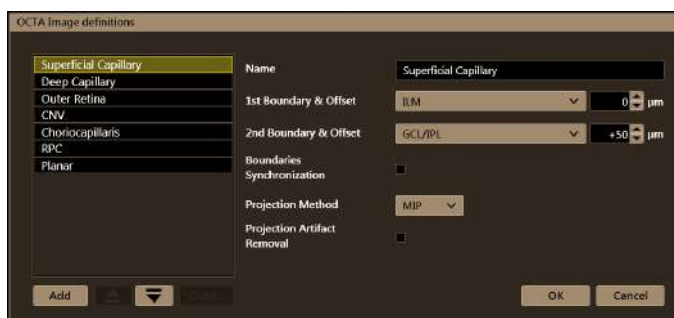 OCTA Image definitions
Superficial Capillary
Deep Capillary
Outer Retina
CNV
Choriocapillaris
RPC
Planar
Name
Superficial Capillary
1st Boundary & Offset
ILM
0 µm
2nd Boundary & Offset
GCL/IPL
+50 µm
Boundaries
Synchronization
Projection Method
MIP
Projection Artifact
Removal
Add
Delete
OK
Cancel